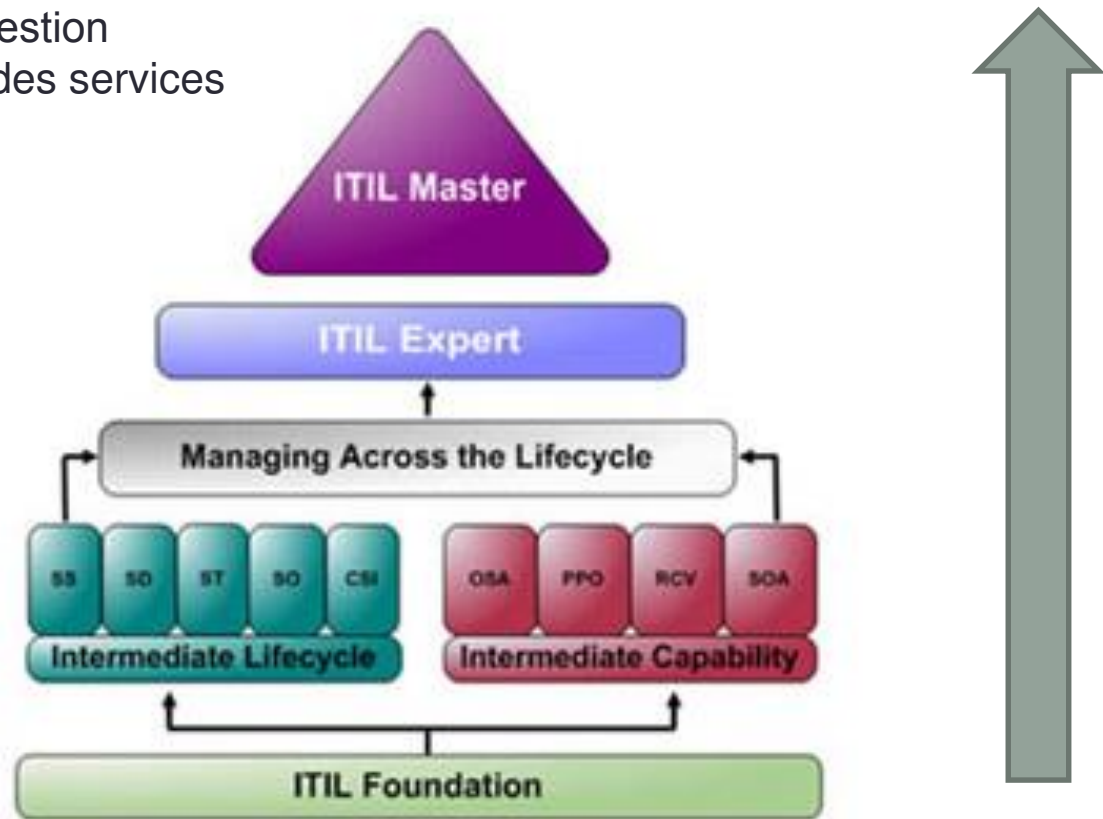 estion
des services
ITIL Master
ITIL Expert
Managing Across the Lifecycle
SS SD ST SO CSI
OSA PPO RCV SOA
Intermediate Lifecycle
Intermediate Capability
ITIL Foundation